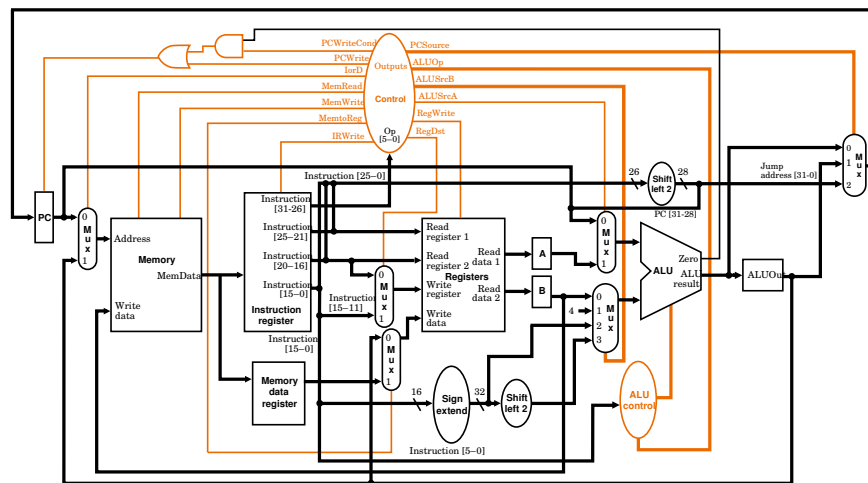 PCWriteCond
PCSource
PCWrite
Outputs
ALUOp
IorD
ALUSrcB
MemRead
Control
ALUSrcA
MemWrite
RegWrite
MemtoReg
Op
[5–0]
RegDst
IRWrite
Instruction [25–0]
26
Shift
left 2
28
Jump
address [31-0]
0
1
2
M
u
x
PC [31-28]
PC
0
M
u
x
1
Address
Memory
MemData
Write
data
Instruction
[31-26]
Instruction
[25–21]
Instruction
[20–16]
Instruction
[15–0]
Instruction
register
Instruction
[15–0]
Instruction
[15–11]
0
M
u
x
1
0
M
u
x
1
Read
register 1
Read
register 2
Registers
Write
register
Write
data
Read
data 1
Read
data 2
A
B
0
M
u
x
1
4
0
1
2
3
M
u
x
Zero
ALU
ALU
result
ALUOut
Memory
data
register
16
Sign
extend
32
Shift
left 2
ALU
control
Instruction [5–0]